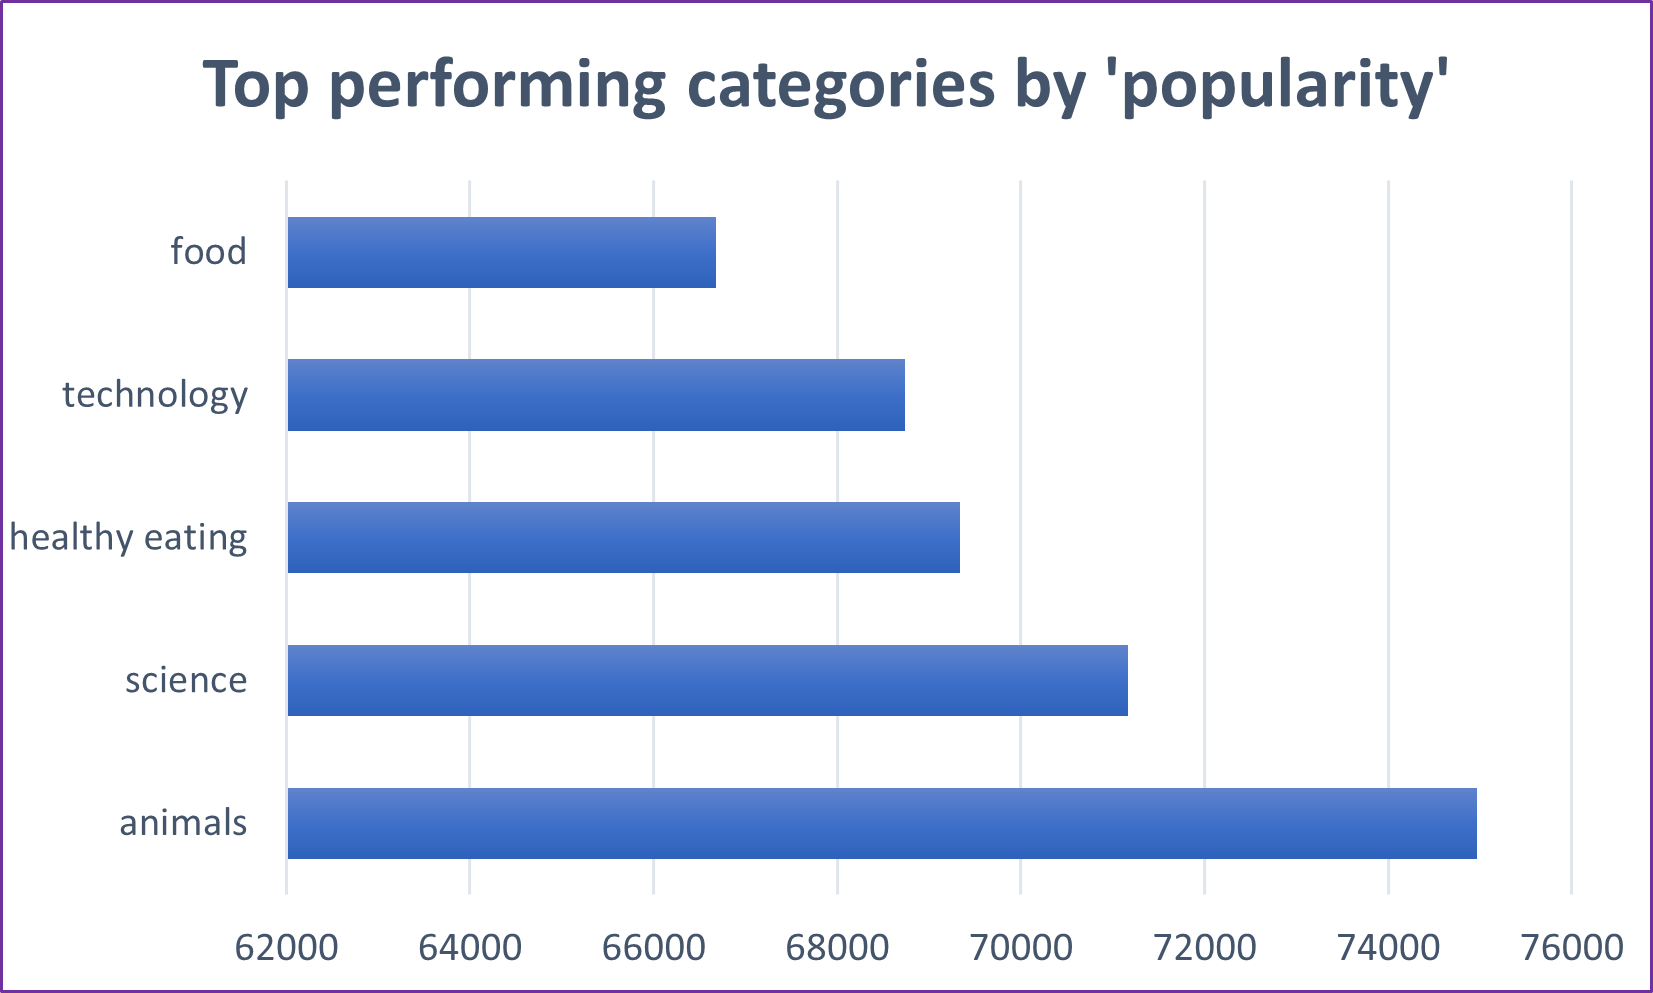 Top performing categories by 'popularity'
food
technology
healthy eating
science
animals
62000 64000 66000 68000 70000 72000 74000 76000